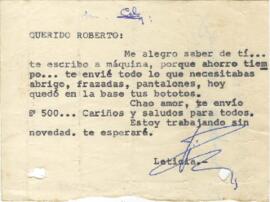 QUERIDO ROBERTO:
Me alegro saber de tí...
te escribo a máquina, porque ahorro tiem
po... te envié todo lo que necesitabas
abrigo, frazadas, pantalones, hoy
quedó en la base tus bototos.
Chao amor, te envío
500... Cariños y saludos para todos.
Estoy trabajando sin
novedad. te esperaré.
Leticia.-